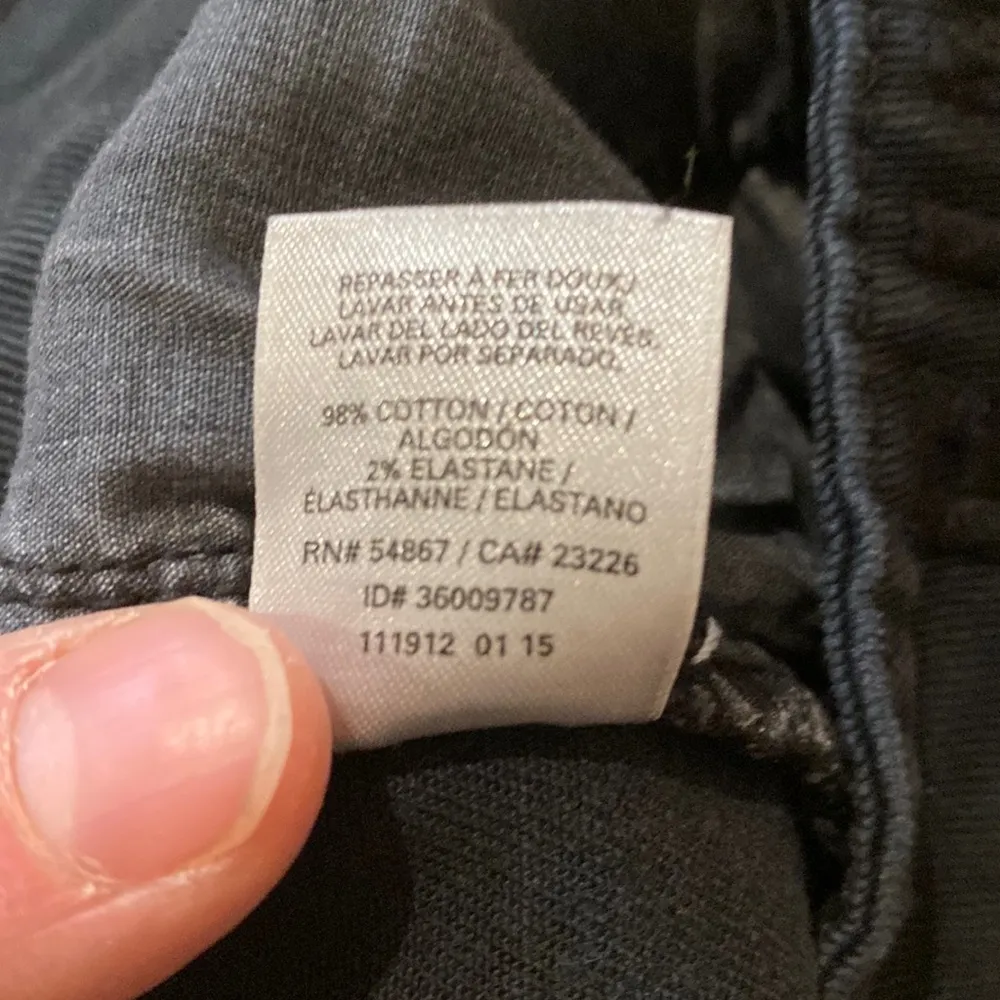 REPASSER À FER DOUX./
LAVAR ANTES DE USAR.
LAVAR DEL LADO DEL REVÉS.
LAVAR POR SEPARADO.
98% COTTON / COTON /
ALGODÓN
2% ELASTANE /
ÉLASTHANNE / ELASTANO
RN# 54867 / CA# 23226
ID# 36009787
111912 01 15